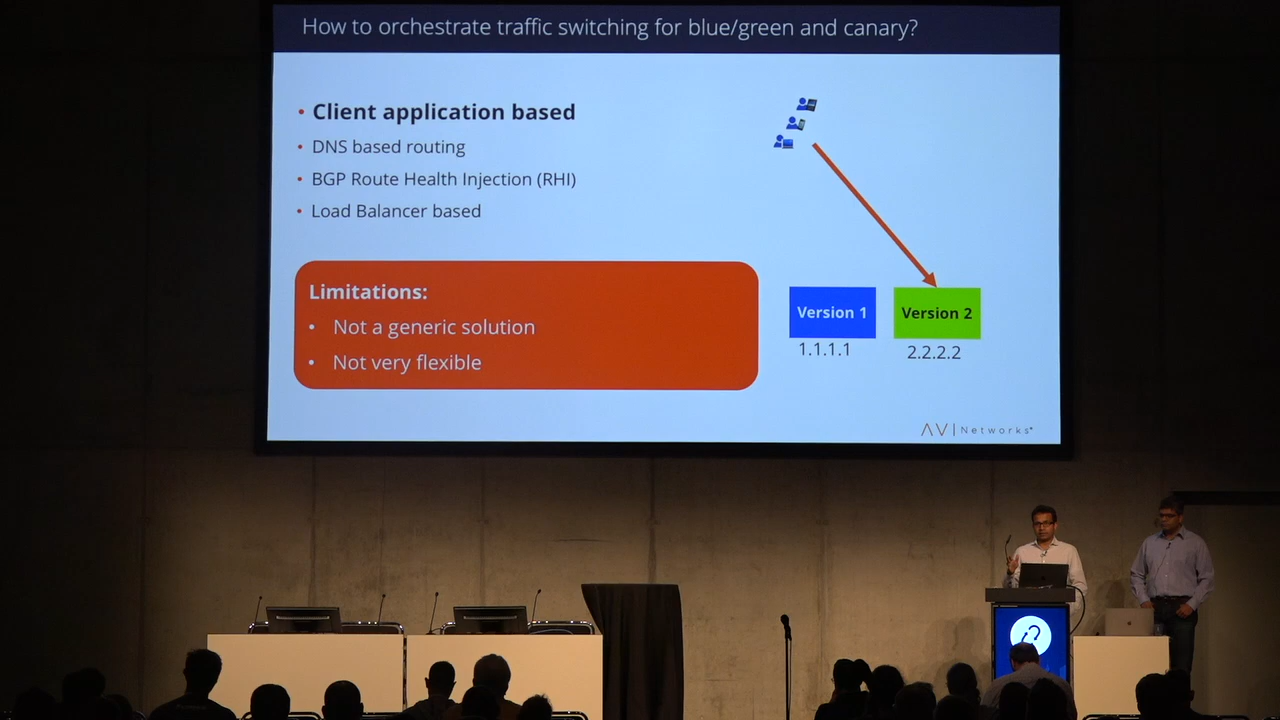 How to orchestrate traffic switching for blue/green and canary?
• Client application based
• DNS based routing
• BGP Route Health Injection (RHI)
• Load Balancer based
Limitations:
• Not a generic solution
• Not very flexible
Version 1
Version 2
1.1.1.1
2.2.2.2
AVI Networks